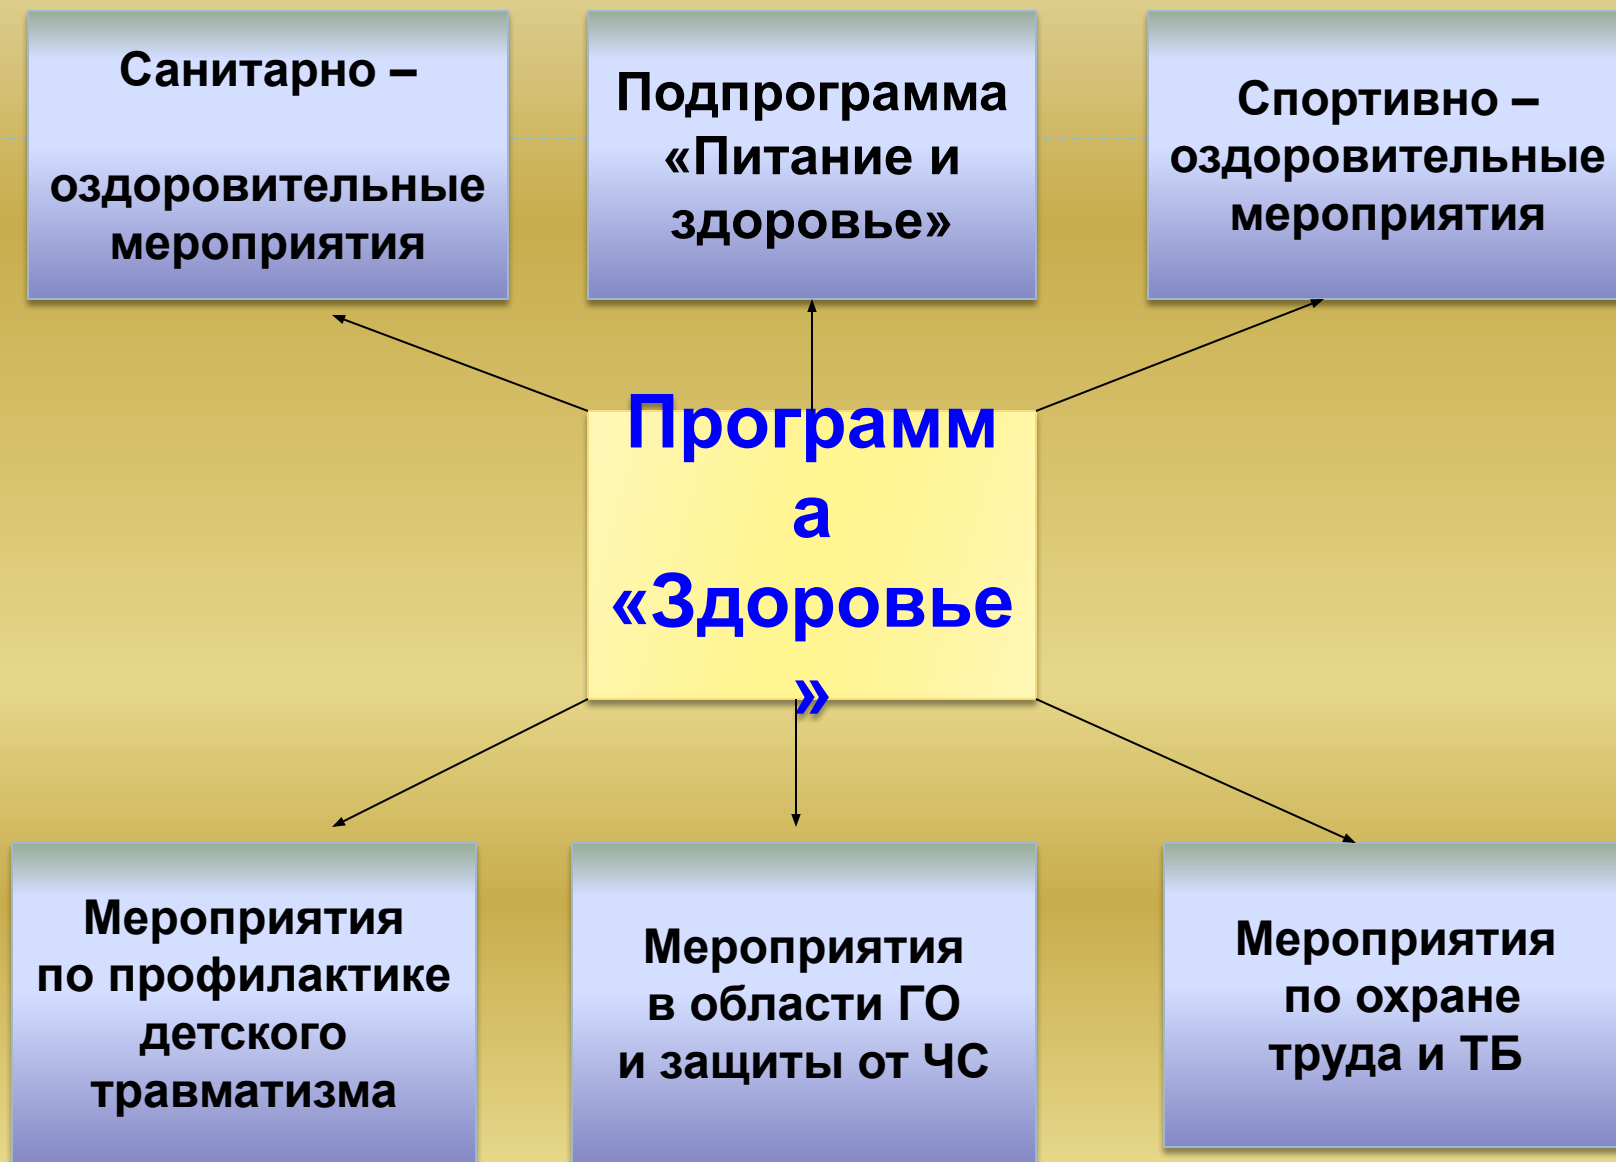 Санитарно –
оздоровительные
мероприятия
Подпрограмма
«Питание и
здоровье»
Спортивно –
оздоровительные
мероприятия
Программ
а
«Здоровье
»
Мероприятия
по профилактике
детского
травматизма
Мероприятия
в области ГО
и защиты от ЧС
Мероприятия
по охране
труда и ТБ